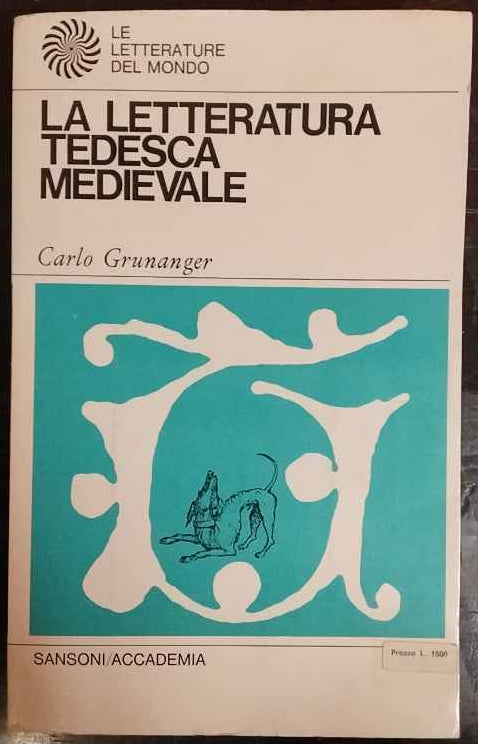 LE
LETTERATURE
DEL MONDO
LA LETTERATURA
TEDESCA
MEDIEVALE
Carlo Grunanger
SANSONI/ACCADEMIA
Prezzo L. 1500